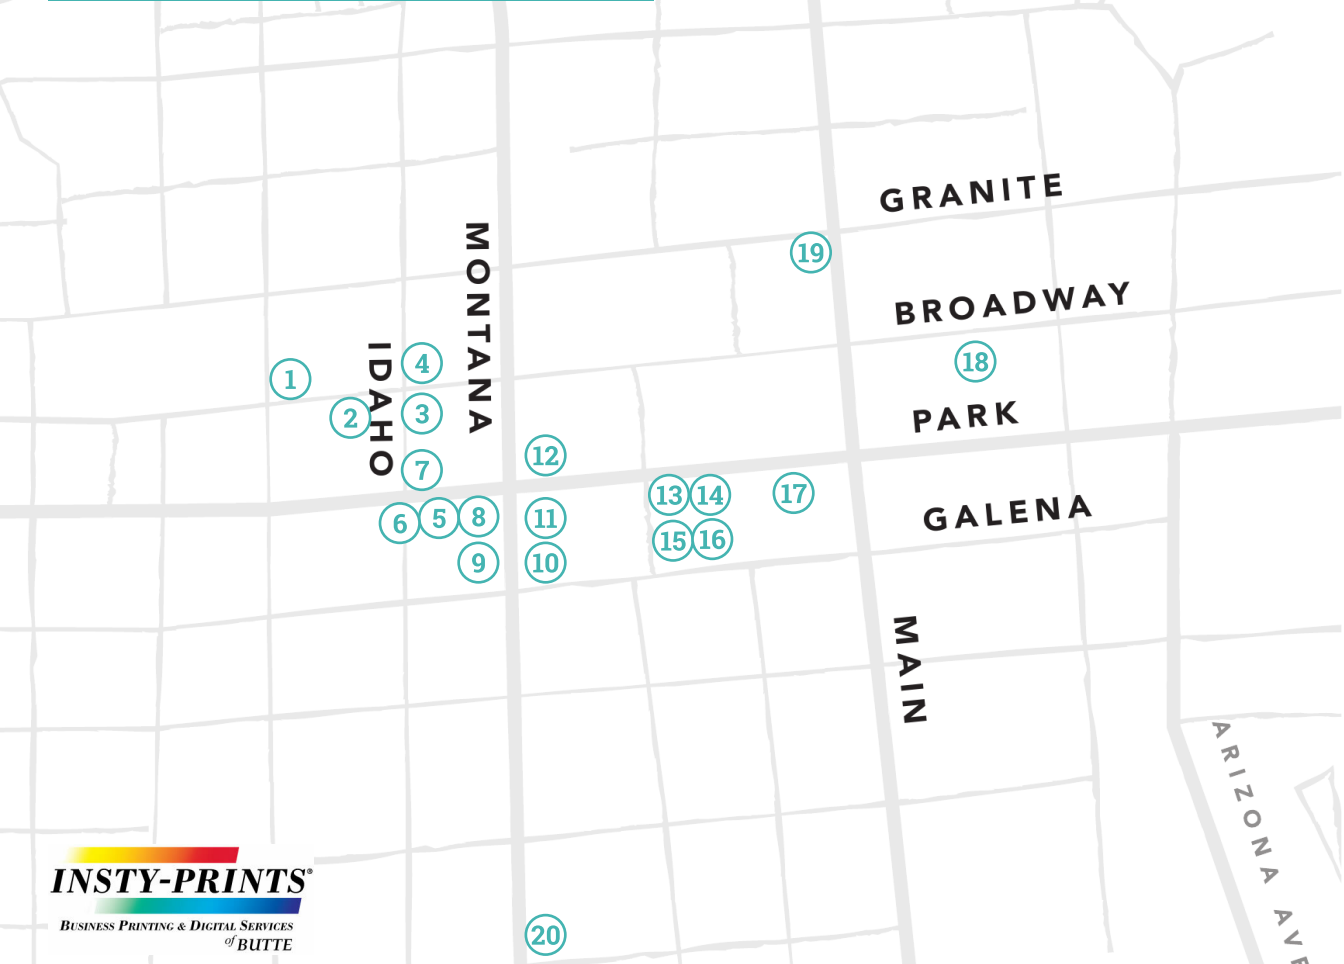 GRANITE
MONTANA
19
BROADWAY
IDAHO
4
18
1
PARK
3
2
12
7
13
14
17
GALENA
8
5
11
6
16
15
9
10
MAIN
ARIZONA AVE
INSTY-PRINTS®
BUSINESS PRINTING & DIGITAL SERVICES
of BUTTE
20